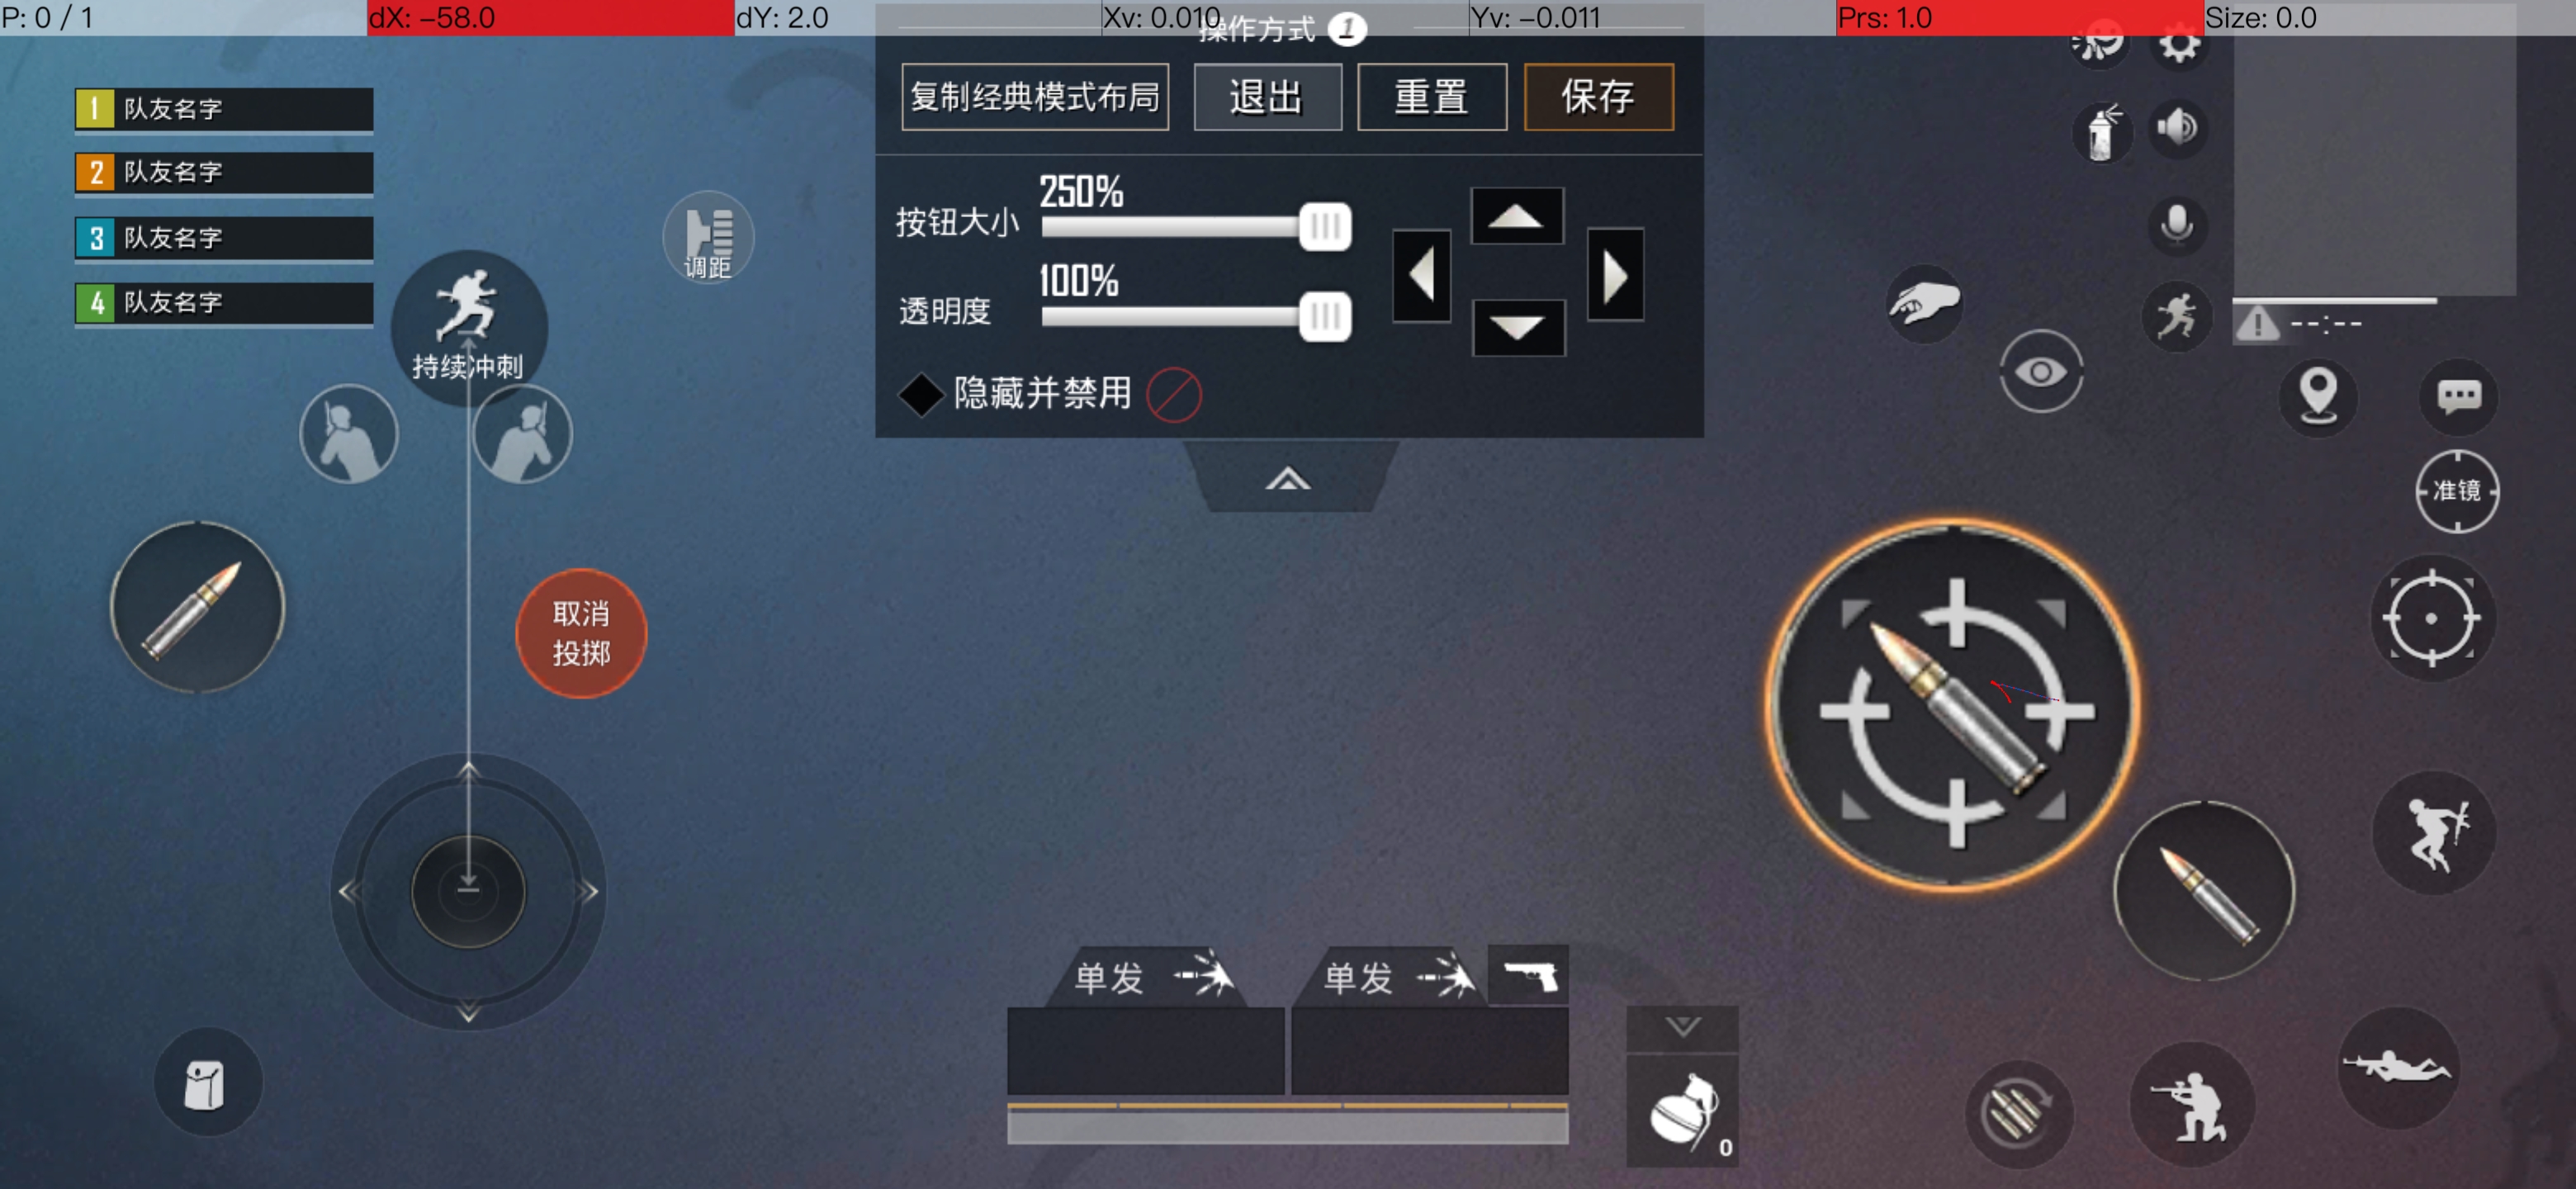 P: 0 / 1
dX: −58.0
dY: 2.0
Xv: 0.010
Yv: −0.011
Prs: 1.0
Size: 0.0
操作方式 1
复制经典模式布局
退出
重置
保存
1 队友名字
2 队友名字
3 队友名字
4 队友名字
250%
按钮大小
调距
100%
透明度
--:--
持续冲刺
隐藏并禁用
准镜
取消
投掷
单发
单发
0